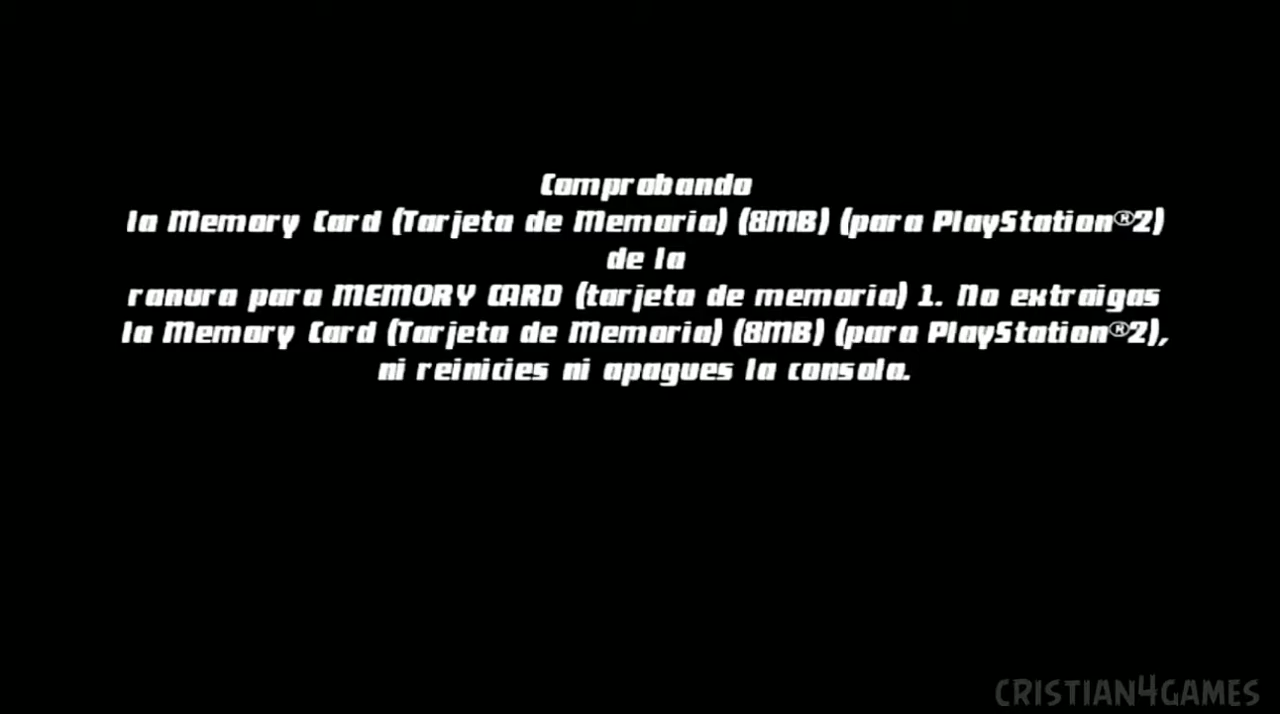 Comprobando
la Memory Card (Tarjeta de Memoria) (8MB) (para PlayStation®2)
de la
ranura para MEMORY CARD (tarjeta de memoria) 1. No extraigas
la Memory Card (Tarjeta de Memoria) (8MB) (para PlayStation®2),
ni reinicies ni apagues la consola.
CRISTIAN4GAMES